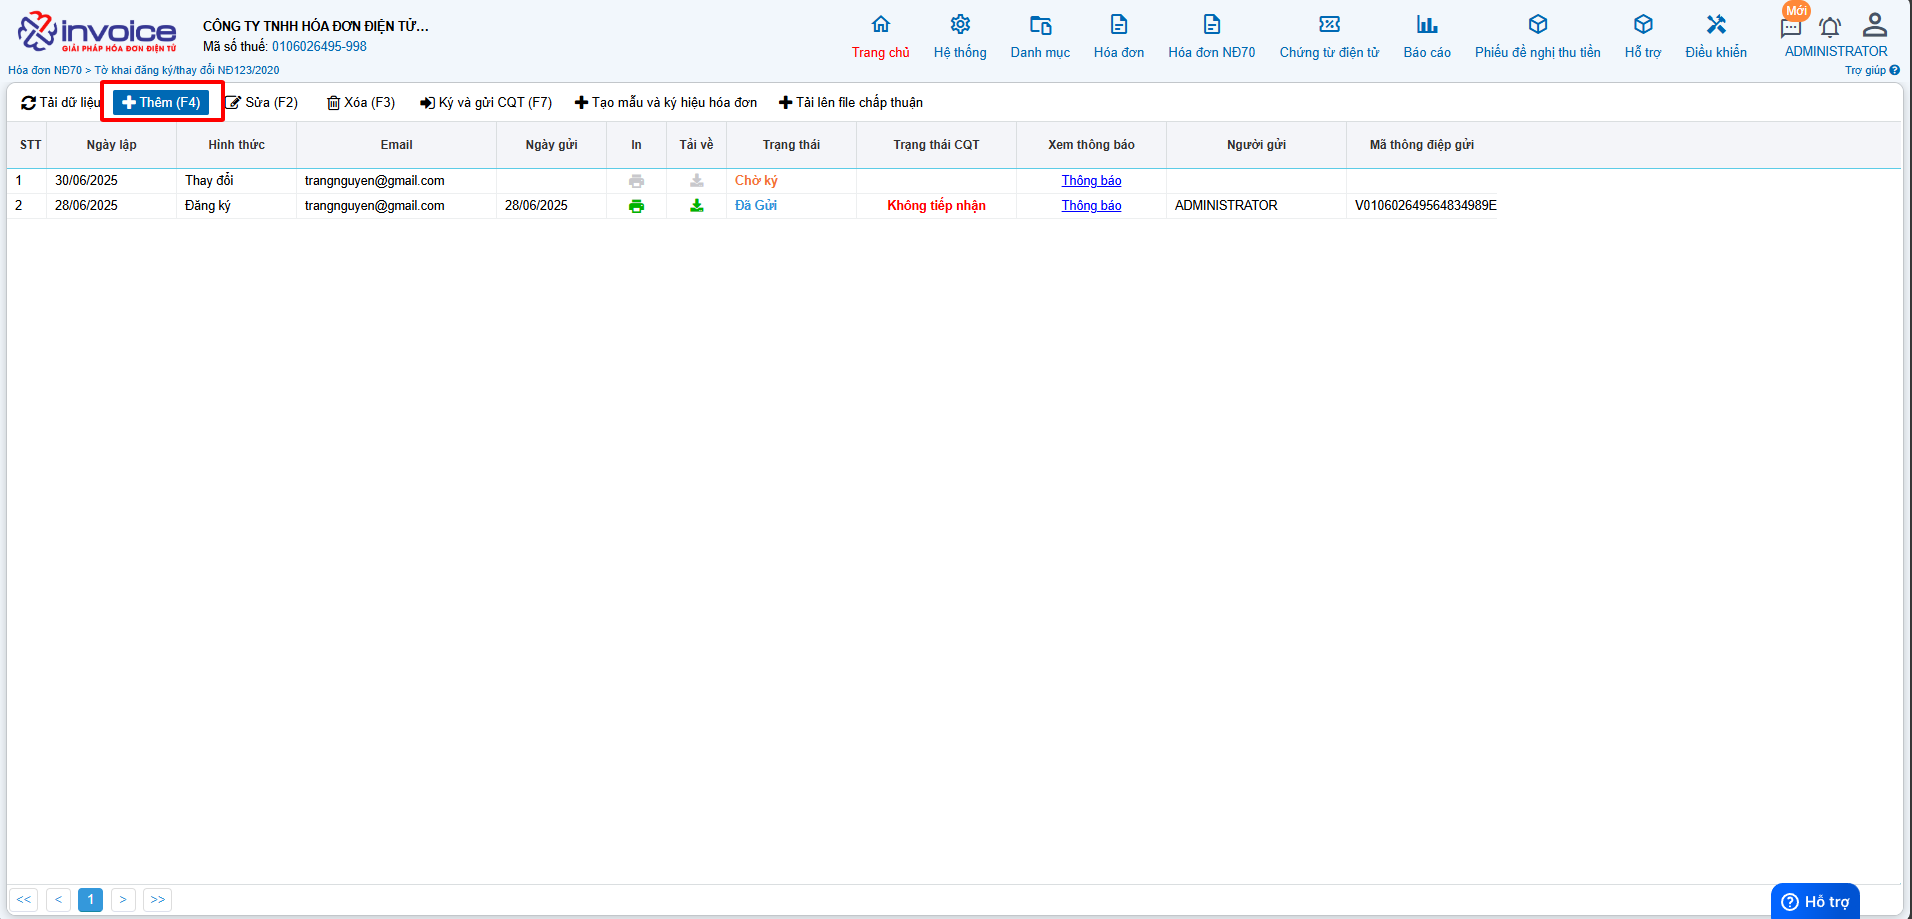 invoice
GIẢI PHÁP HÓA ĐƠN ĐIỆN TỬ
CÔNG TY TNHH HÓA ĐƠN ĐIỆN TỬ...
Mã số thuế: 0106026495-998
Trang chủ
Hệ thống
Danh mục
Hóa đơn
Hóa đơn NĐ70
Chứng từ điện tử
Báo cáo
Phiếu đề nghị thu tiền
Hỗ trợ
Điều khiển
Mới
ADMINISTRATOR
Hóa đơn NĐ70 > Tờ khai đăng ký/thay đổi NĐ123/2020
Trợ giúp
Tải dữ liệu
Thêm (F4)
Sửa (F2)
Xóa (F3)
Ký và gửi CQT (F7)
Tạo mẫu và ký hiệu hóa đơn
Tải lên file chấp thuận
STT Ngày lập Hình thức Email Ngày gửi In Tải về Trạng thái Trạng thái CQT Xem thông báo Người gửi Mã thông điệp gửi
1 30/06/2025 Thay đổi trangnguyen@gmail.com Chờ ký Thông báo
2 28/06/2025 Đăng ký trangnguyen@gmail.com 28/06/2025 Đã Gửi Không tiếp nhận Thông báo ADMINISTRATOR V010602649564834989E
<< < 1 > >>
Hỗ trợ